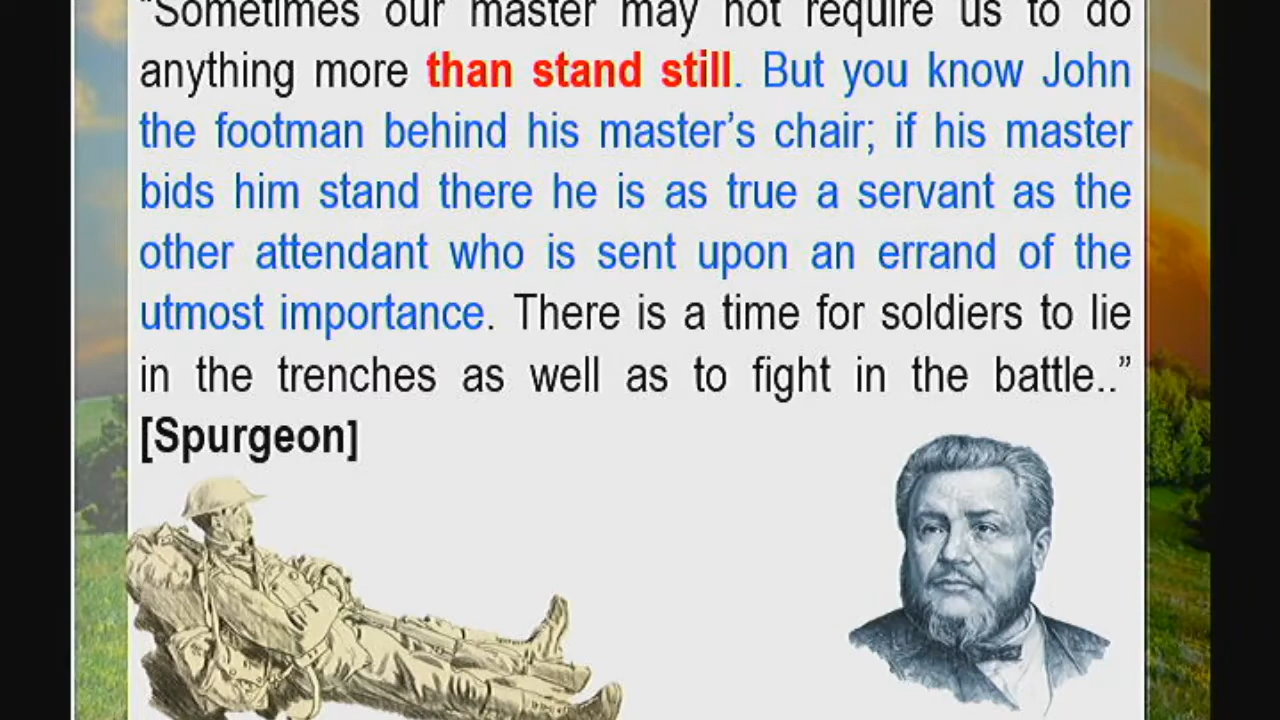 “Sometimes our master may not require us to do
anything more than stand still. But you know John
the footman behind his master’s chair; if his master
bids him stand there he is as true a servant as the
other attendant who is sent upon an errand of the
utmost importance. There is a time for soldiers to lie
in the trenches as well as to fight in the battle..”
[Spurgeon]